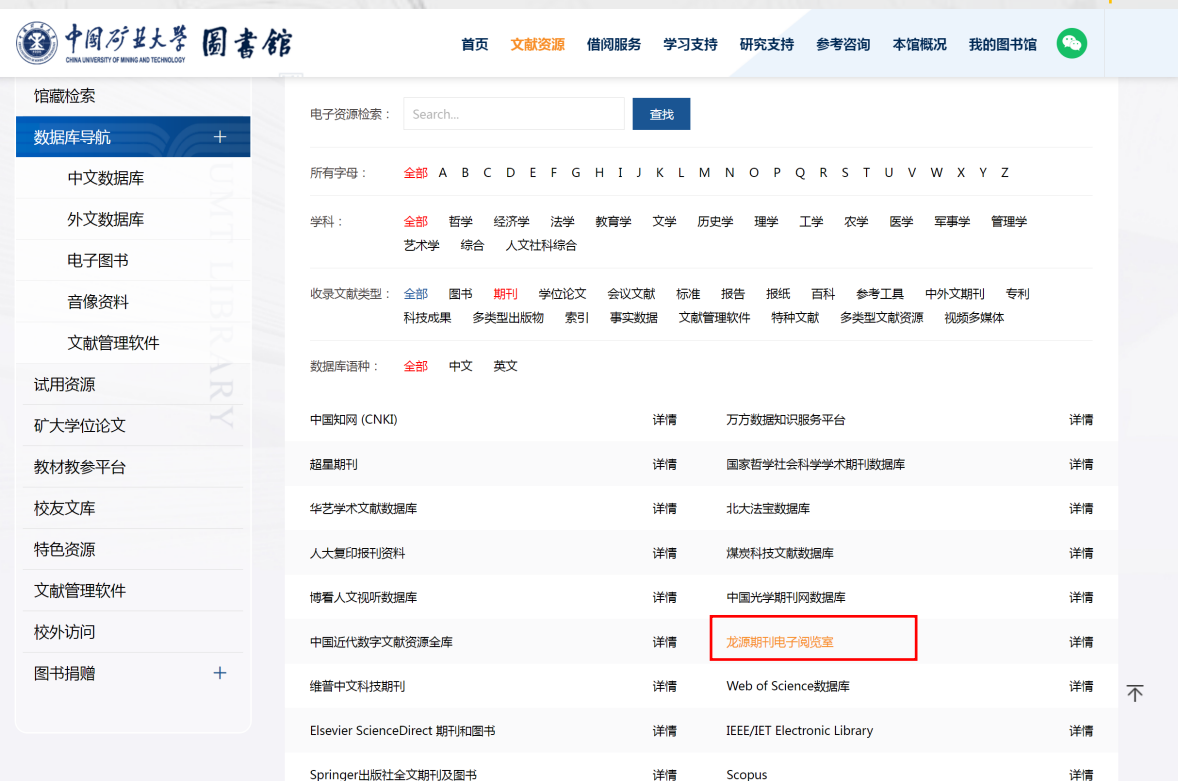 中国矿业大学 圖書館
CHINA UNIVERSITY OF MINING AND TECHNOLOGY
首页 文献资源 借阅服务 学习支持 研究支持 参考咨询 本馆概况 我的图书馆
馆藏检索
数据库导航 +
中文数据库
外文数据库
电子图书
音像资料
文献管理软件
试用资源
矿大学位论文
教材教参平台
校友文库
特色资源
文献管理软件
校外访问
图书捐赠 +
UMT LIBRARY
电子资源检索： Search... 查找
所有字母： 全部 A B C D E F G H I J K L M N O P Q R S T U V W X Y Z
学科： 全部 哲学 经济学 法学 教育学 文学 历史学 理学 工学 农学 医学 军事学 管理学
艺术学 综合 人文社科综合
收录文献类型： 全部 图书 期刊 学位论文 会议文献 标准 报告 报纸 百科 参考工具 中外文期刊 专利
科技成果 多类型出版物 索引 事实数据 文献管理软件 特种文献 多类型文献资源 视频多媒体
数据库语种： 全部 中文 英文
中国知网 (CNKI) 详情 万方数据知识服务平台 详情
超星期刊 详情 国家哲学社会科学学术期刊数据库 详情
华艺学术文献数据库 详情 北大法宝数据库 详情
人大复印报刊资料 详情 煤炭科技文献数据库 详情
博看人文视听数据库 详情 中国光学期刊网数据库 详情
中国近代数字文献资源全库 详情 龙源期刊电子阅览室 详情
维普中文科技期刊 详情 Web of Science数据库 详情
Elsevier ScienceDirect 期刊和图书 详情 IEEE/IET Electronic Library 详情
Springer出版社全文期刊及图书 详情 Scopus 详情